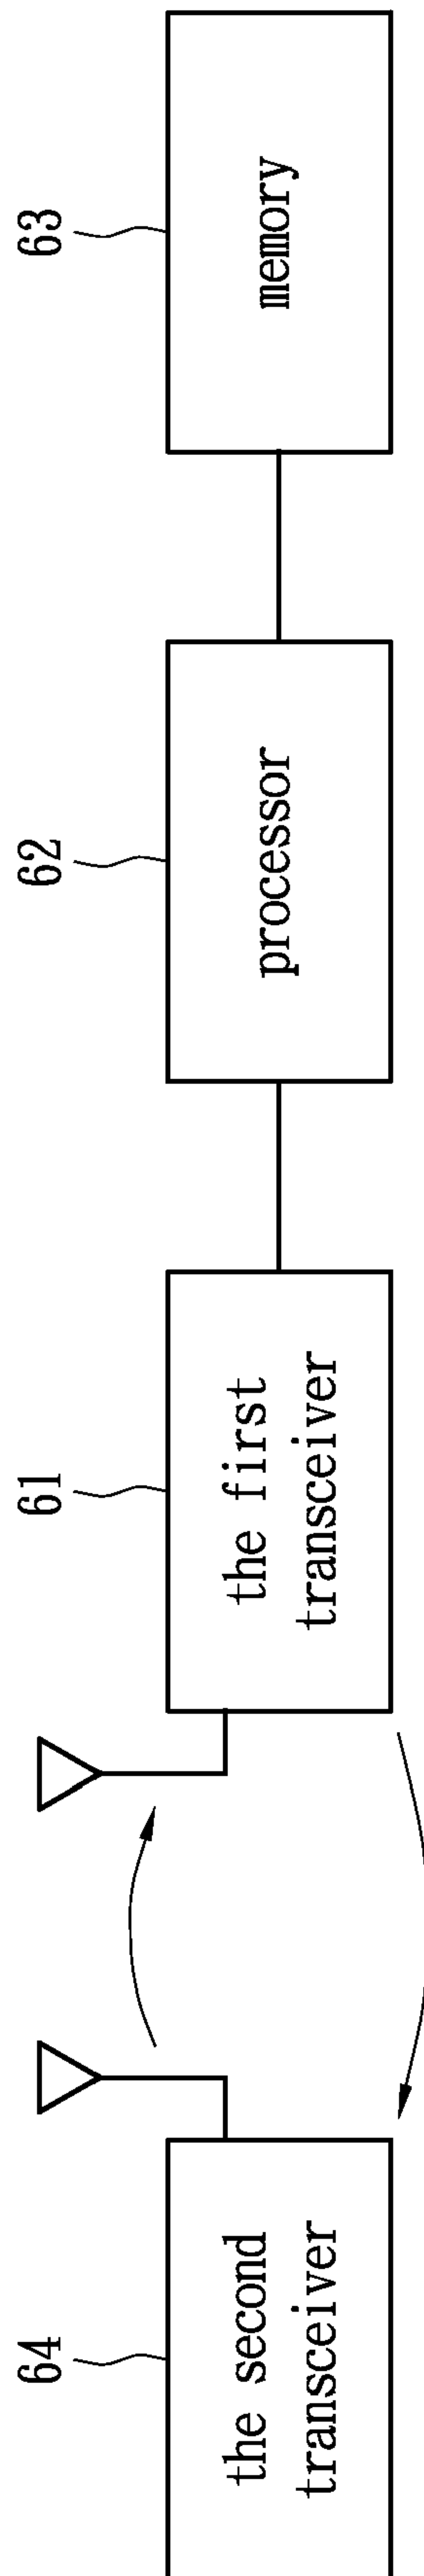 64
61
62
63
the second
transceiver
the first
transceiver
processor
memory